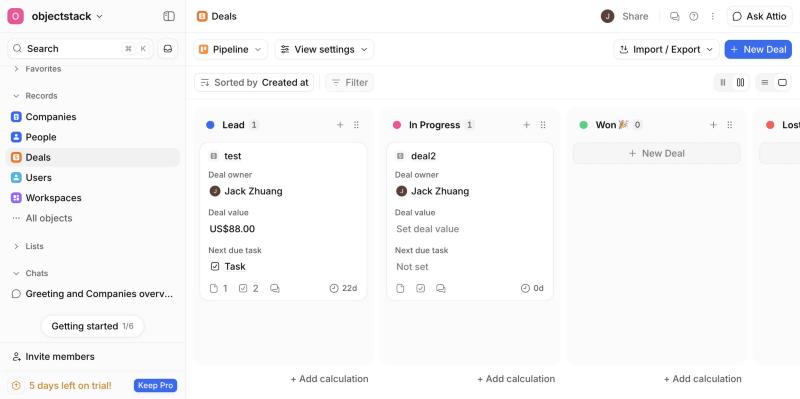 O objectstack
Search ⌘ K
Favorites
Records
Companies
People
Deals
Users
Workspaces
All objects
Lists
Chats
Greeting and Companies overv...
Getting started 1/6
Invite members
5 days left on trial! Keep Pro
Deals
J Share
Ask Attio
Pipeline
View settings
Import / Export
+ New Deal
Sorted by Created at
Filter
Lead 1
test
Deal owner
J Jack Zhuang
Deal value
US$88.00
Next due task
Task
1 2 22d
In Progress 1
deal2
Deal owner
J Jack Zhuang
Deal value
Set deal value
Next due task
Not set
0d
Won 🎉 0
+ New Deal
Lost
+ Add calculation
+ Add calculation
+ Add calculation